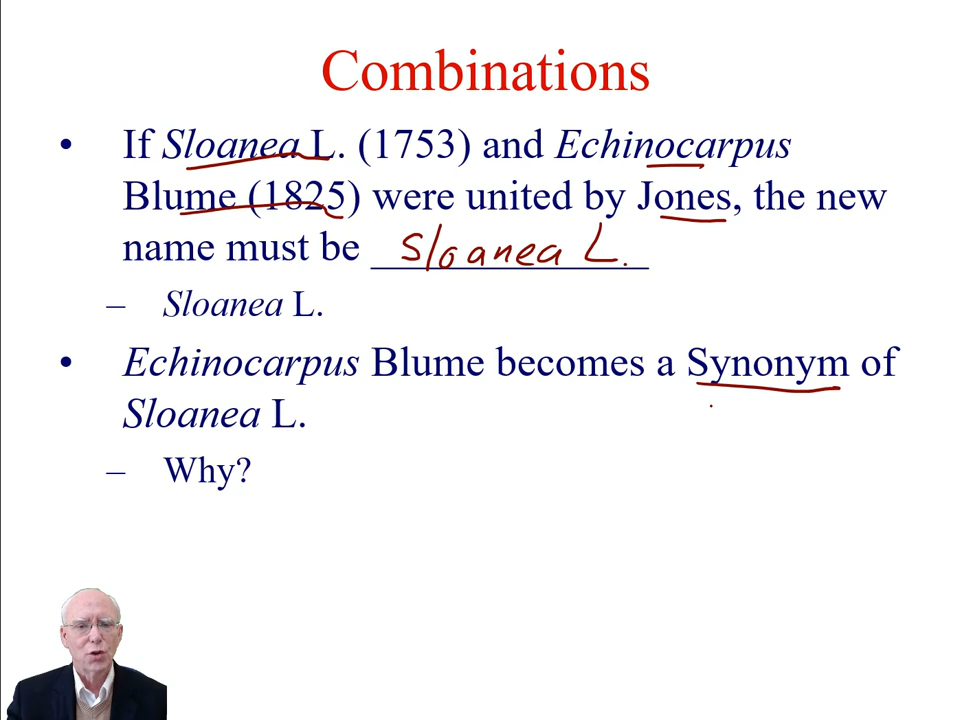 Combinations
• If Sloanea L. (1753) and Echinocarpus
Blume (1825) were united by Jones, the new
name must be Sloanea L.
– Sloanea L.
• Echinocarpus Blume becomes a Synonym of
Sloanea L.
– Why?